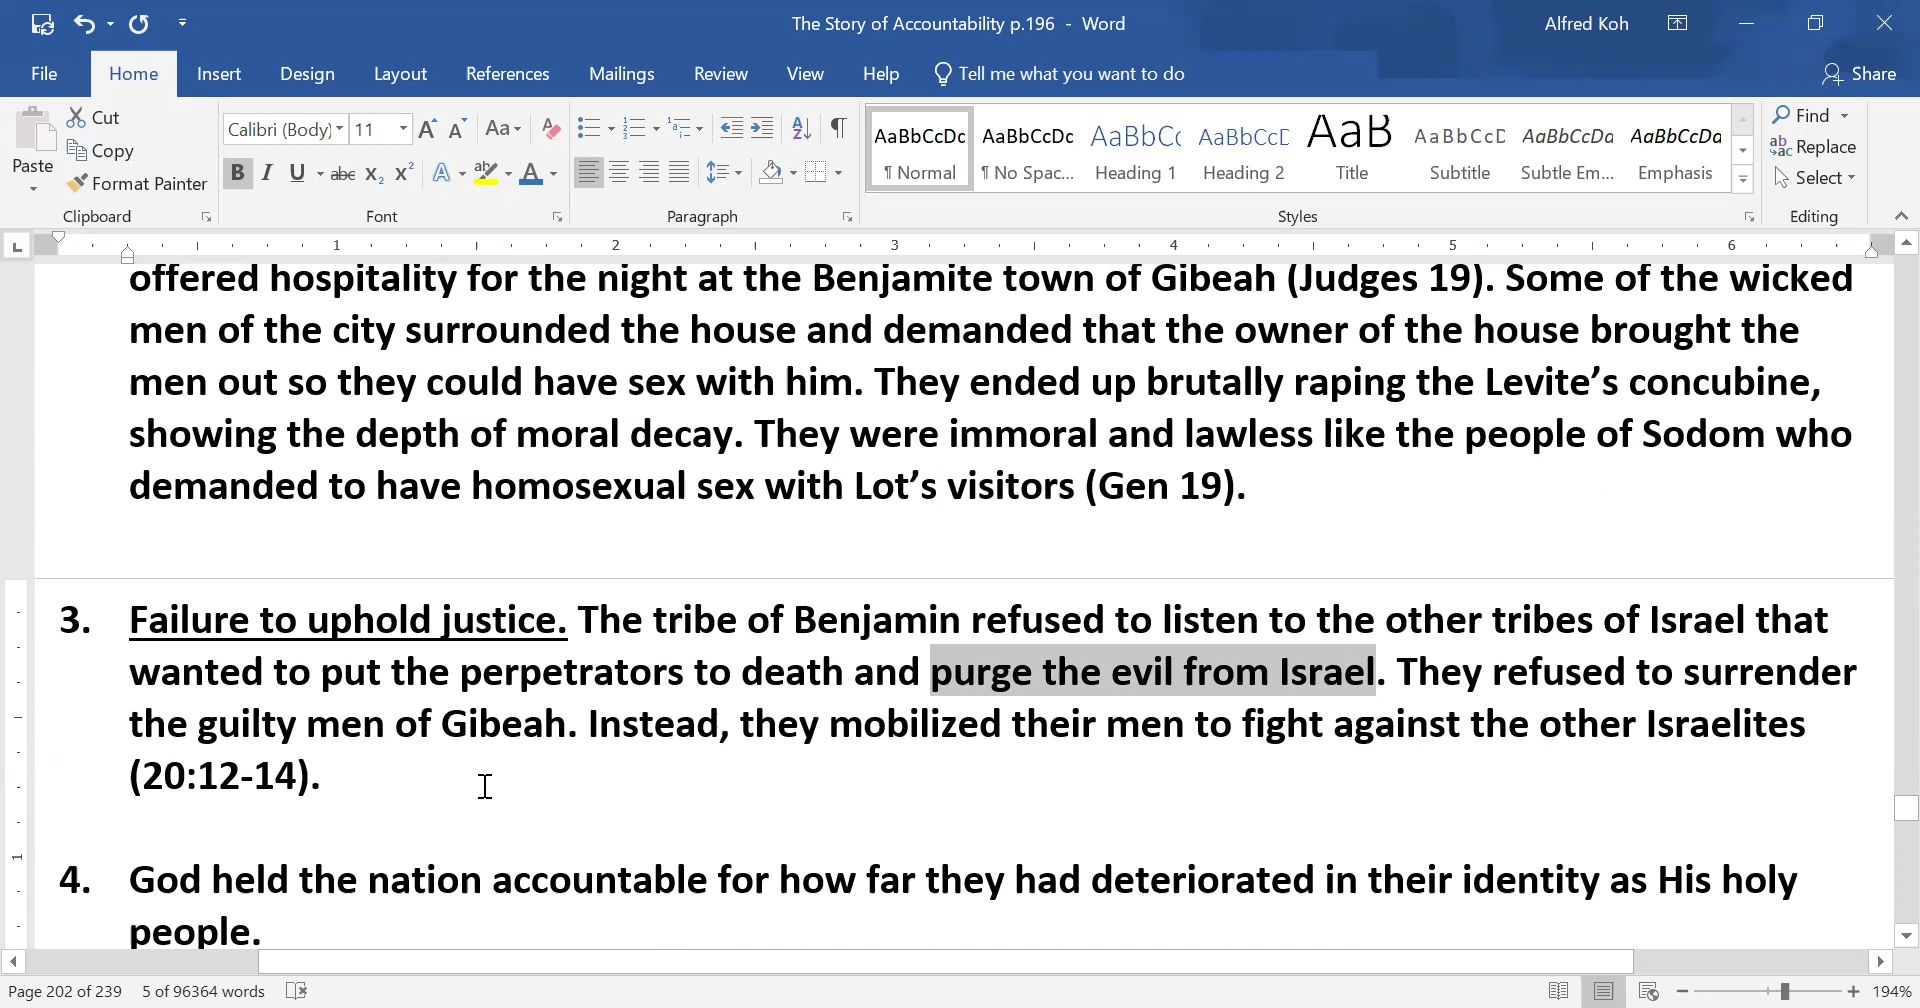 The Story of Accountability p.196 - Word
Alfred Koh
File Home Insert Design Layout References Mailings Review View Help Tell me what you want to do Share
Paste Cut Copy Format Painter Clipboard
Calibri (Body) 11 Font
Paragraph
AaBbCcDc AaBbCcDc AaBbCc AaBbCcD AaB AaBbCcD AaBbCcDa AaBbCcDa
¶ Normal ¶ No Spac... Heading 1 Heading 2 Title Subtitle Subtle Em... Emphasis
Styles
Find Replace Select Editing
1 2 3 4 5 6
offered hospitality for the night at the Benjamite town of Gibeah (Judges 19). Some of the wicked
men of the city surrounded the house and demanded that the owner of the house brought the
men out so they could have sex with him. They ended up brutally raping the Levite’s concubine,
showing the depth of moral decay. They were immoral and lawless like the people of Sodom who
demanded to have homosexual sex with Lot’s visitors (Gen 19).
3. Failure to uphold justice. The tribe of Benjamin refused to listen to the other tribes of Israel that
wanted to put the perpetrators to death and purge the evil from Israel. They refused to surrender
the guilty men of Gibeah. Instead, they mobilized their men to fight against the other Israelites
(20:12-14).
4. God held the nation accountable for how far they had deteriorated in their identity as His holy
people.
Page 202 of 239 5 of 96364 words 194%